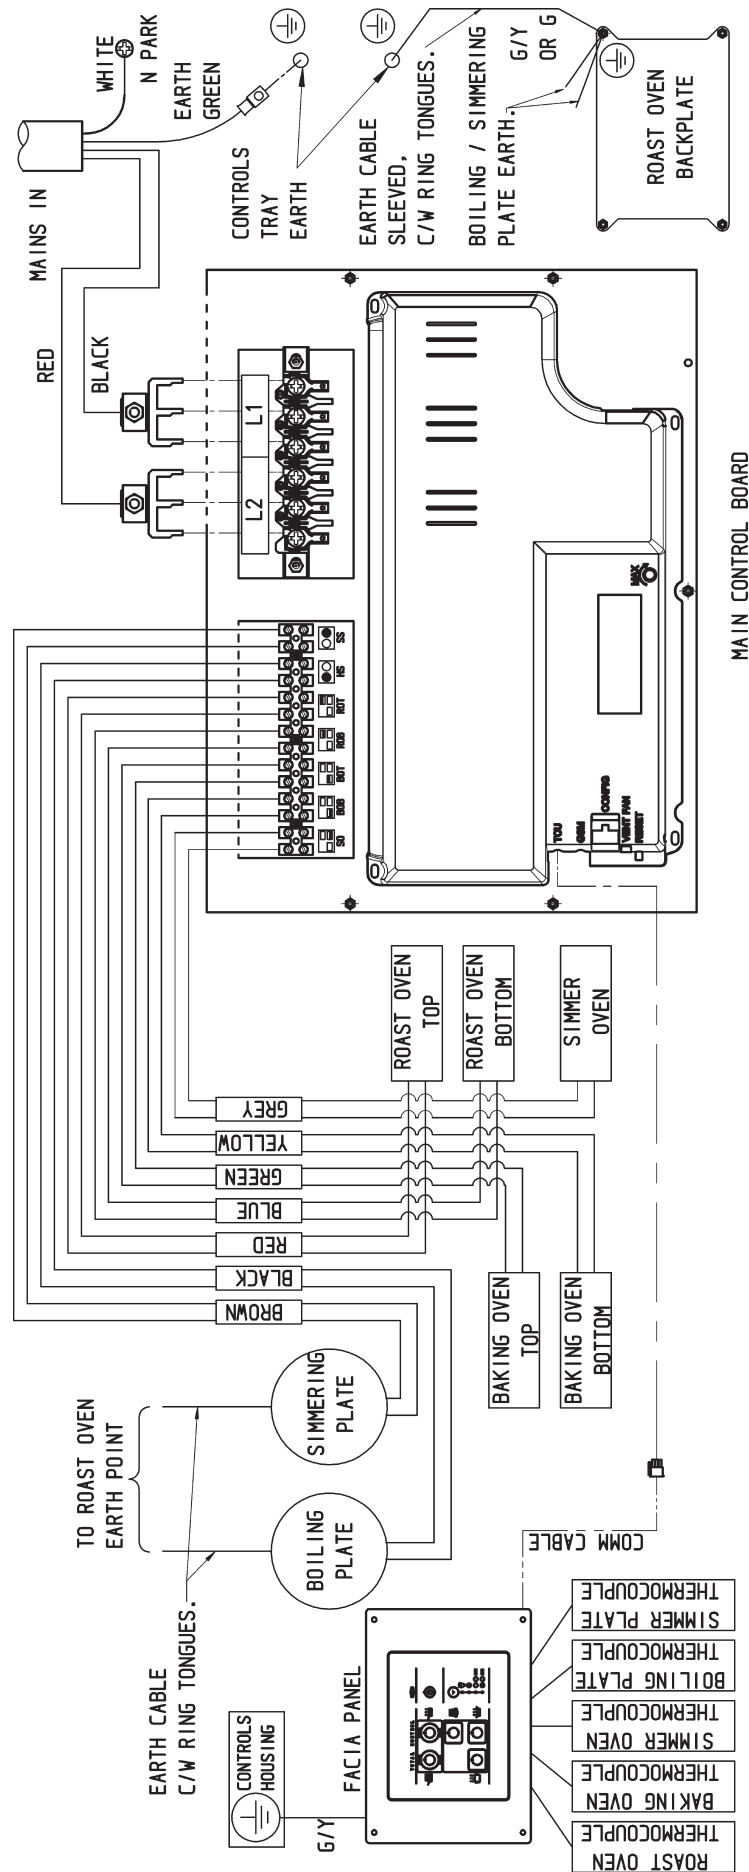 WHITE
N PARK
EARTH
GREEN
MAINS IN
RED
BLACK
CONTROLS
TRAY
EARTH
EARTH CABLE
SLEEVED,
C/W RING TONGUES.
BOILING / SIMMERING
PLATE EARTH.
G/Y
OR G
ROAST OVEN
BACKPLATE
L1
L2
SS
HS
ROT
ROB
BOT
BOB
SO
MAX
TCU
GSM
CONFIG
VENT FAN
RESET
MAIN CONTROL BOARD
ROAST OVEN
TOP
ROAST OVEN
BOTTOM
SIMMER
OVEN
GREY
YELLOW
GREEN
BLUE
RED
BLACK
BROWN
BAKING OVEN
TOP
BAKING OVEN
BOTTOM
TO ROAST OVEN
EARTH POINT
SIMMERING
PLATE
BOILING
PLATE
EARTH CABLE
C/W RING TONGUES.
COMM CABLE
FACIA PANEL
CONTROLS
HOUSING
G/Y
SIMMER PLATE
THERMOCOUPLE
BOILING PLATE
THERMOCOUPLE
SIMMER OVEN
THERMOCOUPLE
BAKING OVEN
THERMOCOUPLE
ROAST OVEN
THERMOCOUPLE